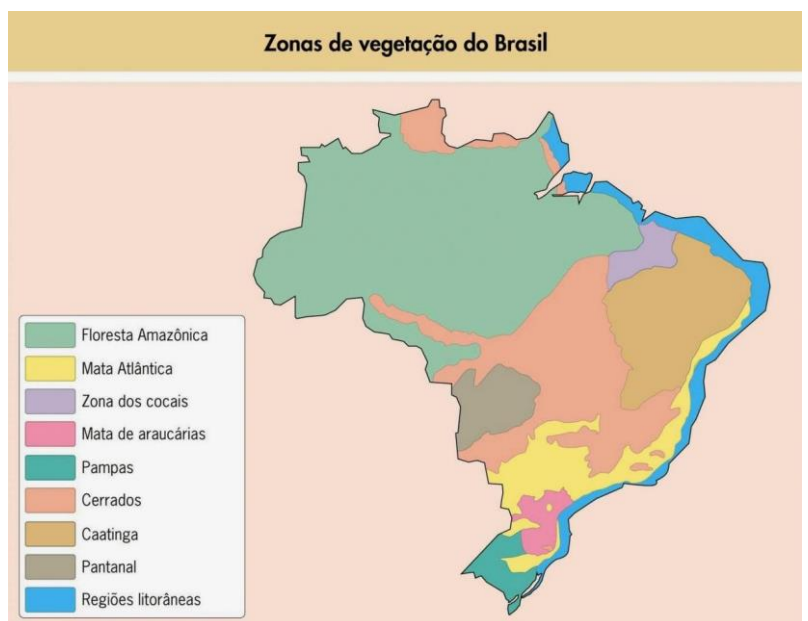 Zonas de vegetação do Brasil
Floresta Amazônica
Mata Atlântica
Zona dos cocais
Mata de araucárias
Pampas
Cerrados
Caatinga
Pantanal
Regiões litorâneas